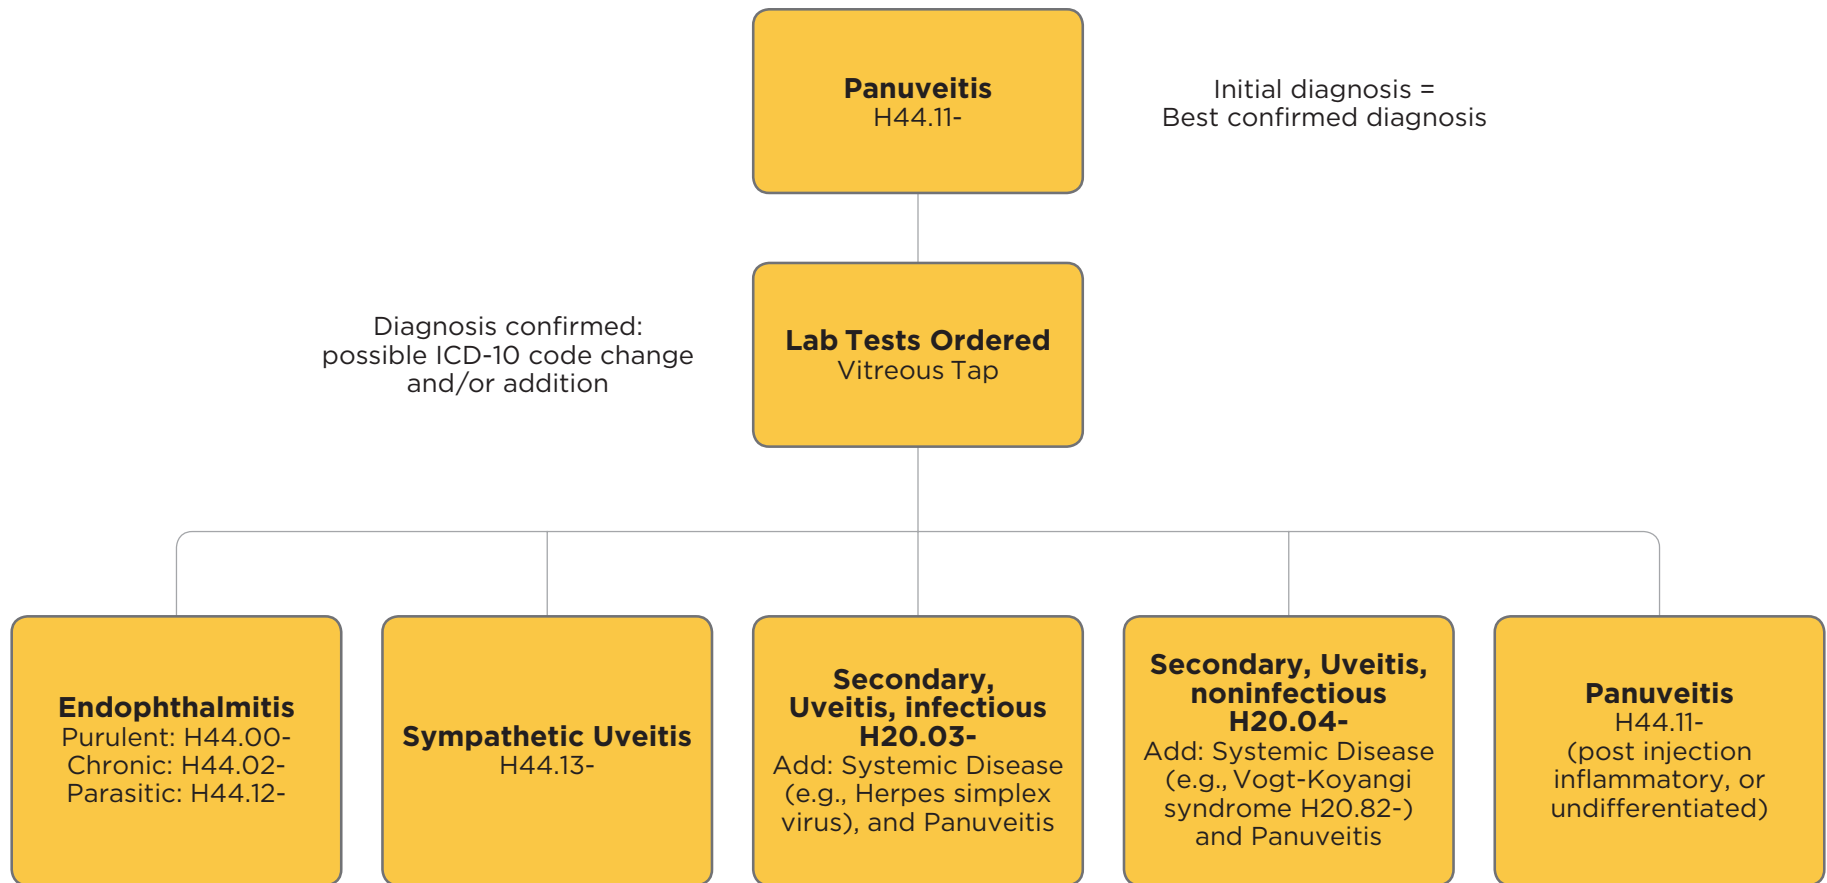 Panuveitis
H44.11-
Initial diagnosis =
Best confirmed diagnosis
Diagnosis confirmed:
possible ICD-10 code change
and/or addition
Lab Tests Ordered
Vitreous Tap
Endophthalmitis
Purulent: H44.00-
Chronic: H44.02-
Parasitic: H44.12-
Sympathetic Uveitis
H44.13-
Secondary,
Uveitis, infectious
H20.03-
Add: Systemic Disease
(e.g., Herpes simplex
virus), and Panuveitis
Secondary, Uveitis,
noninfectious
H20.04-
Add: Systemic Disease
(e.g., Vogt-Koyangi
syndrome H20.82-)
and Panuveitis
Panuveitis
H44.11-
(post injection
inflammatory, or
undifferentiated)